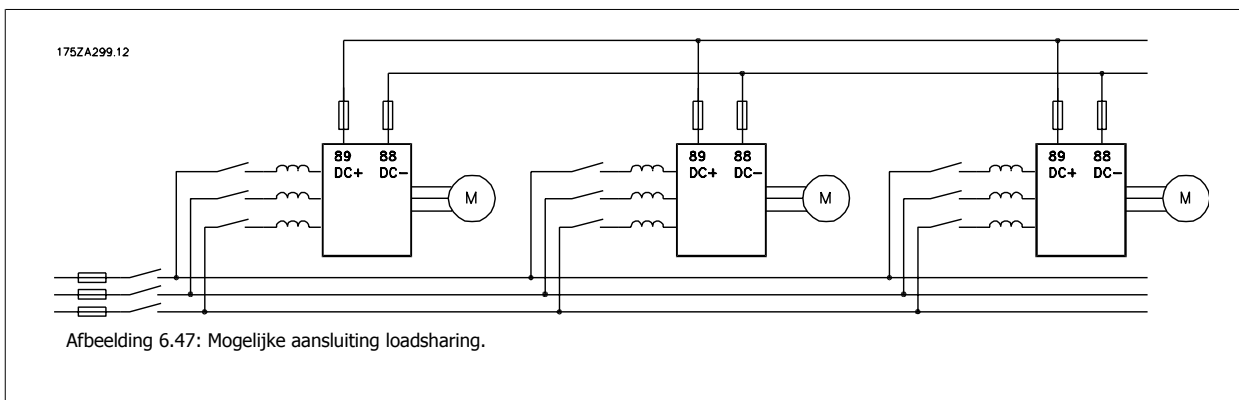 175ZA299.12
89 88
DC+ DC-
M
89 88
DC+ DC-
M
89 88
DC+ DC-
M
Afbeelding 6.47: Mogelijke aansluiting loadsharing.